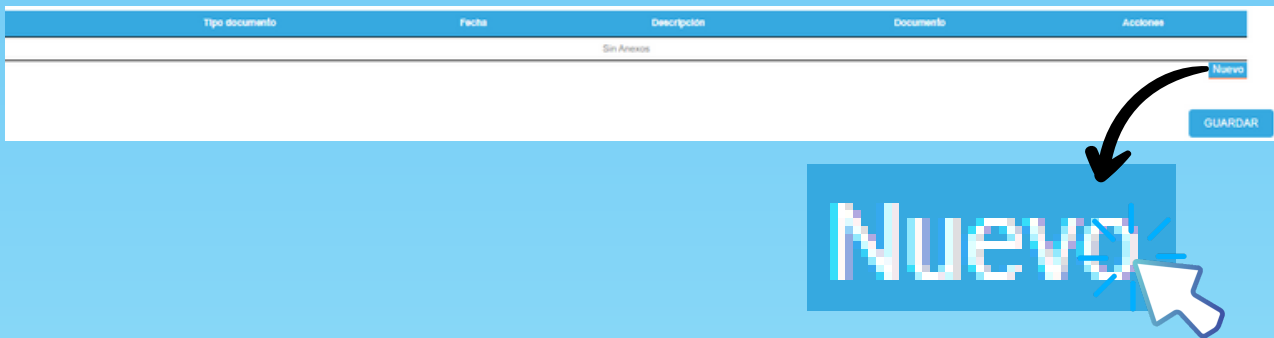 Tipo documento Fecha Descripción Documento Acciones
Sin Anexos
Nuevo
GUARDAR
Nuevo